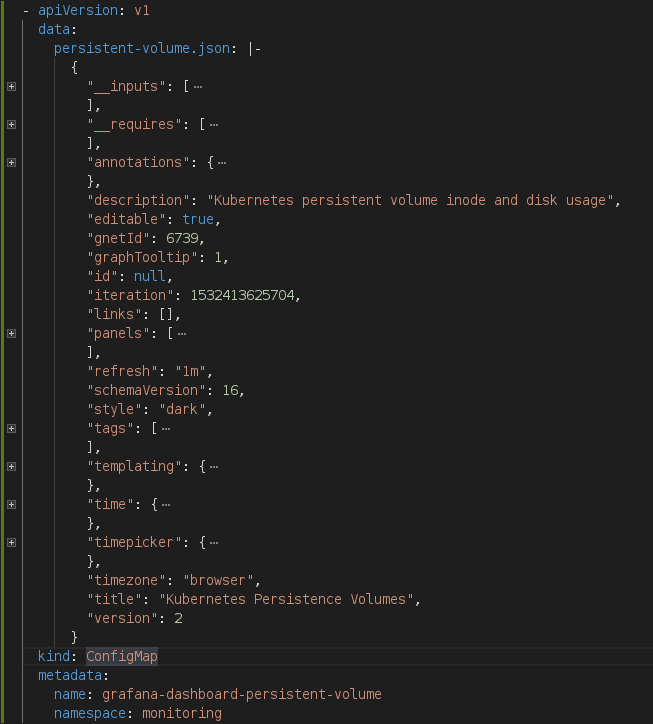 - apiVersion: v1
  data:
    persistent-volume.json: |-
      {
        "__inputs": [ ⋯
        ],
        "__requires": [ ⋯
        ],
        "annotations": { ⋯
        },
        "description": "Kubernetes persistent volume inode and disk usage",
        "editable": true,
        "gnetId": 6739,
        "graphTooltip": 1,
        "id": null,
        "iteration": 1532413625704,
        "links": [],
        "panels": [ ⋯
        ],
        "refresh": "1m",
        "schemaVersion": 16,
        "style": "dark",
        "tags": [ ⋯
        ],
        "templating": { ⋯
        },
        "time": { ⋯
        },
        "timepicker": { ⋯
        },
        "timezone": "browser",
        "title": "Kubernetes Persistence Volumes",
        "version": 2
      }
  kind: ConfigMap
  metadata:
    name: grafana-dashboard-persistent-volume
    namespace: monitoring